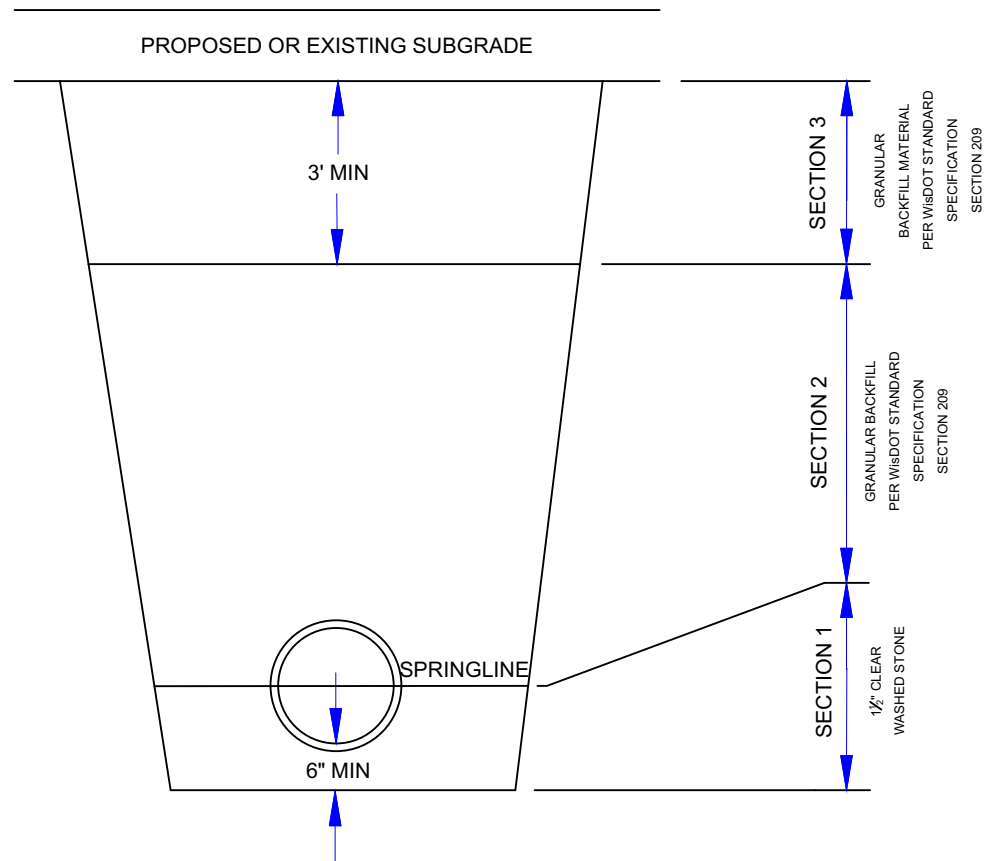 PROPOSED OR EXISTING SUBGRADE
3' MIN
SECTION 3
GRANULAR
BACKFILL MATERIAL
PER WisDOT STANDARD
SPECIFICATION
SECTION 209
SECTION 2
GRANULAR BACKFILL
PER WisDOT STANDARD
SPECIFICATION
SECTION 209
SPRINGLINE
6" MIN
SECTION 1
1½" CLEAR
WASHED STONE